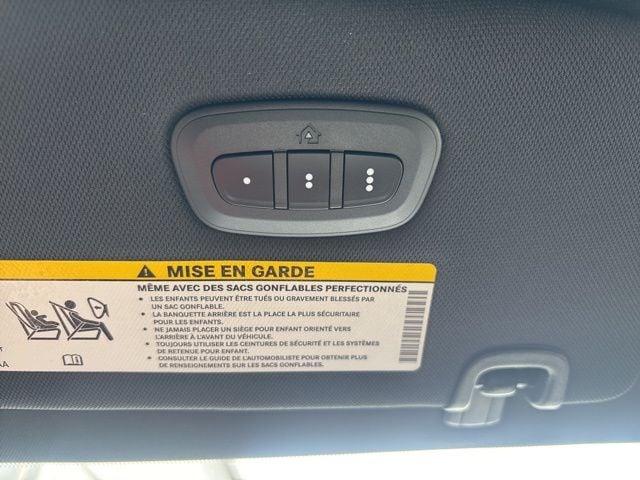 MISE EN GARDE
MÊME AVEC DES SACS GONFLABLES PERFECTIONNÉS
• LES ENFANTS PEUVENT ÊTRE TUÉS OU GRAVEMENT BLESSÉS PAR
UN SAC GONFLABLE.
• LA BANQUETTE ARRIÈRE EST LA PLACE LA PLUS SÉCURITAIRE
POUR LES ENFANTS.
• NE JAMAIS PLACER UN SIÈGE POUR ENFANT ORIENTÉ VERS
L'ARRIÈRE À L'AVANT DU VÉHICULE.
• TOUJOURS UTILISER LES CEINTURES DE SÉCURITÉ ET LES SYSTÈMES
DE RETENUE POUR ENFANT.
• CONSULTER LE GUIDE DE L'AUTOMOBILISTE POUR OBTENIR PLUS
DE RENSEIGNEMENTS SUR LES SACS GONFLABLES.